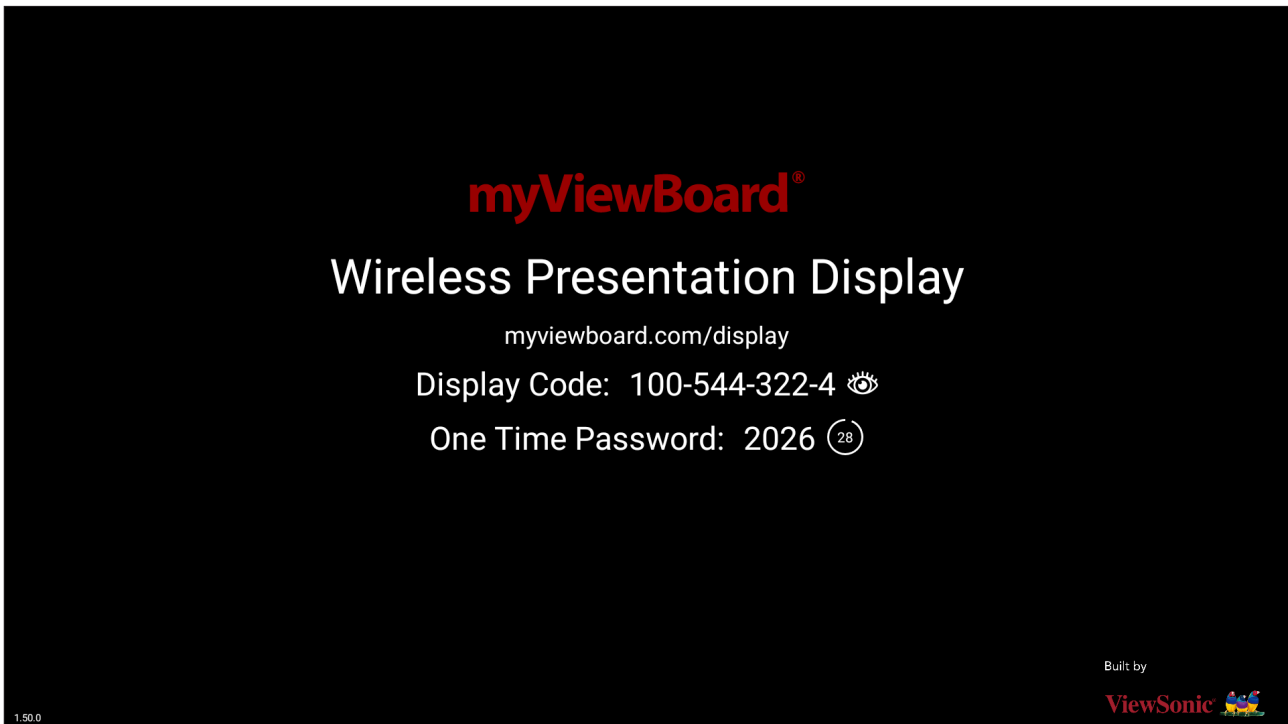 myViewBoard®
Wireless Presentation Display
myviewboard.com/display
Display Code: 100-544-322-4
One Time Password: 2026 28
Built by
ViewSonic®
1.50.0